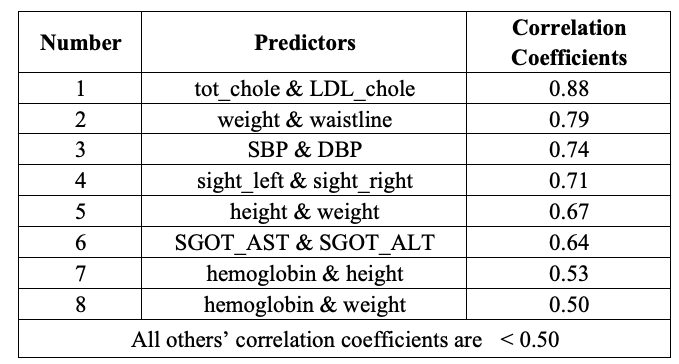 Number Predictors Correlation Coefficients
1 tot_chole & LDL_chole 0.88
2 weight & waistline 0.79
3 SBP & DBP 0.74
4 sight_left & sight_right 0.71
5 height & weight 0.67
6 SGOT_AST & SGOT_ALT 0.64
7 hemoglobin & height 0.53
8 hemoglobin & weight 0.50
All others’ correlation coefficients are < 0.50